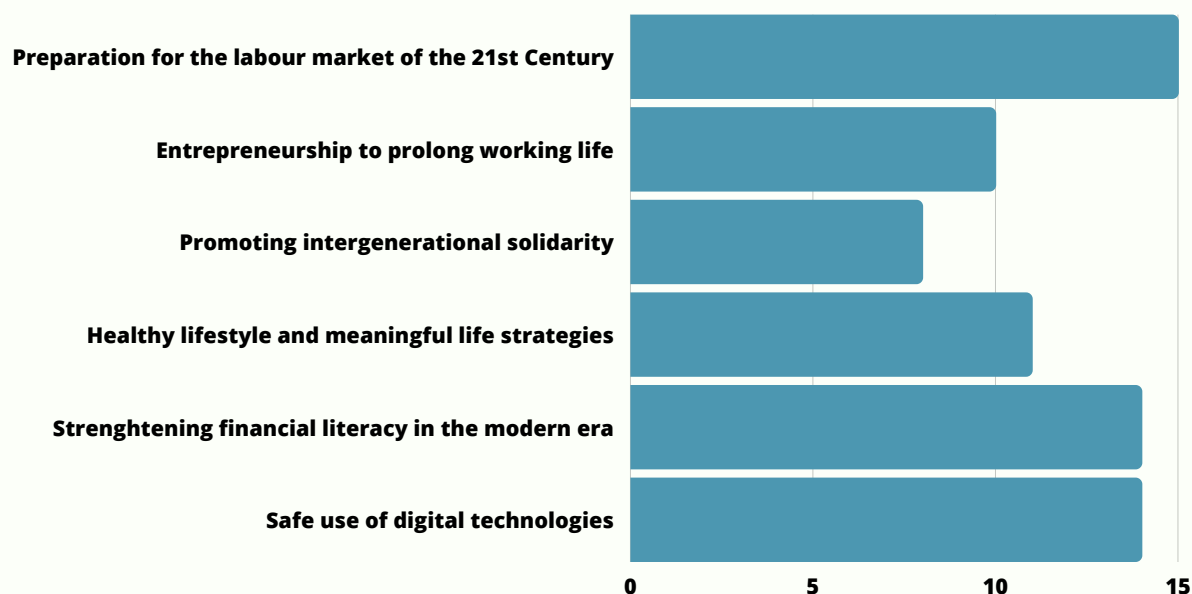 Preparation for the labour market of the 21st Century
Entrepreneurship to prolong working life
Promoting intergenerational solidarity
Healthy lifestyle and meaningful life strategies
Strenghtening financial literacy in the modern era
Safe use of digital technologies
0 5 10 15